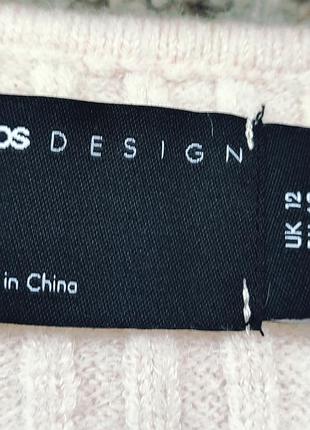 os DESIGN
in China
UK 12